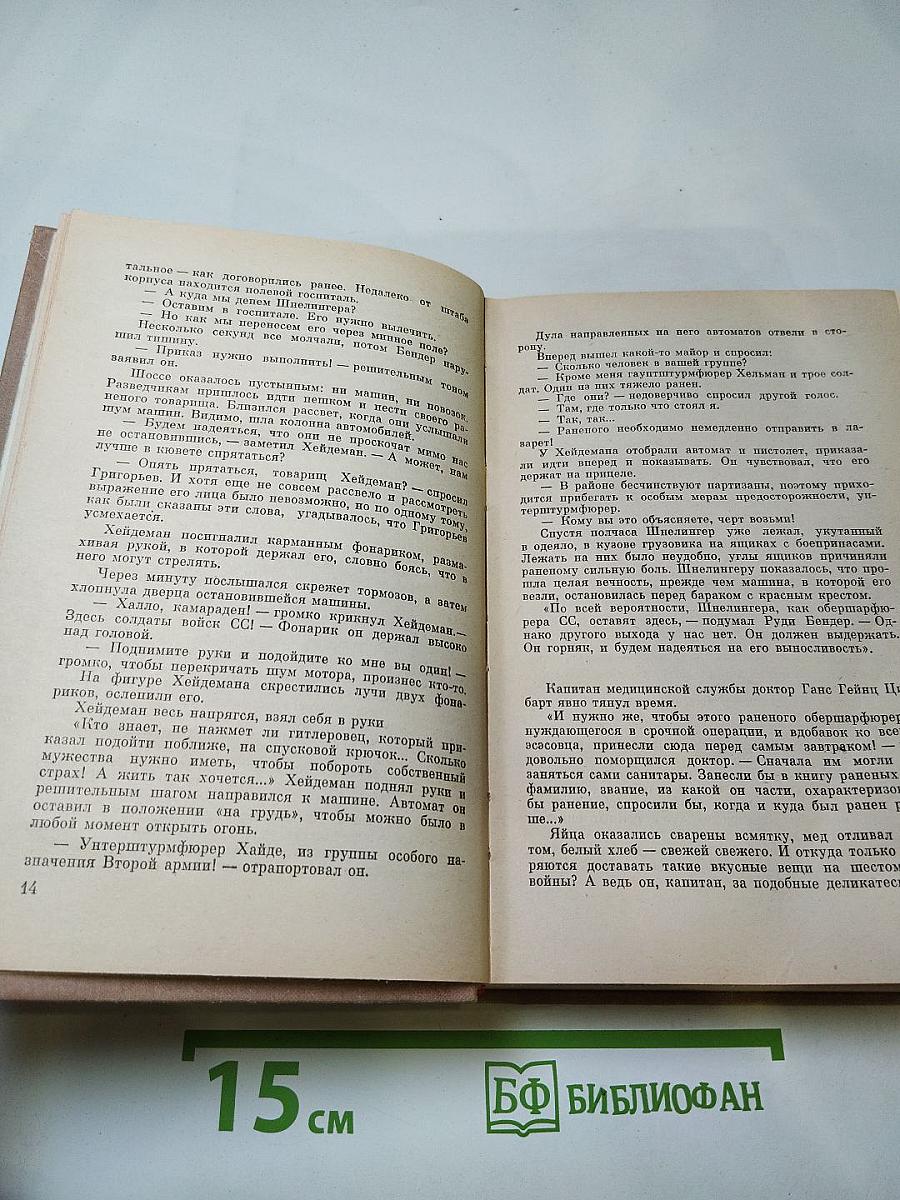 тальное — как договорились ранее. Недалеко от штаба
корпуса находится полевой госпиталь.
— А куда мы денем Шнелингера?
— Оставим в госпитале. Его нужно вылечить.
— Но как мы перенесем его через минное поле?
Несколько секунд все молчали, потом Бендер нару-
шил тишину.
— Приказ нужно выполнить! — решительным тоном
заявил он.
Шоссе оказалось пустынным: ни машин, ни повозок.
Разведчикам пришлось идти пешком и нести своего ра-
неного товарища. Близился рассвет, когда они услышали
шум машин. Видимо, шла колонна автомобилей.
— Будем надеяться, что они не проскочат мимо нас
не остановившись, — заметил Хейдеман. — А может, нам
лучше в кювете спрятаться?
— Опять прятаться, товарищ Хейдеман? — спросил
Григорьев. И хотя еще не совсем рассвело и рассмотреть
выражение его лица было невозможно, но по одному тому,
как были сказаны эти слова, угадывалось, что Григорьев
усмехается.
Хейдеман посигналил карманным фонариком, разма-
хивая рукой, в которой держал его, словно боясь, что в
него могут стрелять.
Через минуту послышался скрежет тормозов, а затем
хлопнула дверца остановившейся машины.
— Халло, камараден! — громко крикнул Хейдеман.—
Здесь солдаты войск СС! — Фонарик он держал высоко
над головой.
— Поднимите руки и подойдите ко мне вы один! —
громко, чтобы перекричать шум мотора, произнес кто-то.
На фигуре Хейдемана скрестились лучи двух фона-
риков, ослепили его.
Хейдеман весь напрягся, взял себя в руки
«Кто знает, не нажмет ли гитлеровец, который при-
казал подойти поближе, на спусковой крючок... Сколько
мужества нужно иметь, чтобы побороть собственный
страх! А жить так хочется...» Хейдеман поднял руки и
решительным шагом направился к машине. Автомат он
оставил в положении «на грудь», чтобы можно было в
любой момент открыть огонь.
— Унтерштурмфюрер Хайде, из группы особого на-
значения Второй армии! — отрапортовал он.
14
Дула направленных на него автоматов отвели в сто-
рону.
Вперед вышел какой-то майор и спросил:
— Сколько человек в вашей группе?
— Кроме меня гауптштурмфюрер Хельман и трое сол-
дат. Один из них тяжело ранен.
— Где они? — недоверчиво спросил другой голос.
— Там, где только что стоял я.
— Так, так...
— Раненого необходимо немедленно отправить в ла-
зарет!
У Хейдемана отобрали автомат и пистолет, приказа-
ли идти вперед и показывать. Он чувствовал, что его
держат на прицеле.
— В районе бесчинствуют партизаны, поэтому прихо-
дится прибегать к особым мерам предосторожности, ун-
терштурмфюрер.
— Кому вы это объясняете, черт возьми!
Спустя полчаса Шнелингер уже лежал, укутанный
в одеяло, в кузове грузовика на ящиках с боеприпасами.
Лежать на них было неудобно, углы ящиков причиняли
раненому сильную боль. Шнелингеру показалось, что про-
шла целая вечность, прежде чем машина, в которой его
везли, остановилась перед бараком с красным крестом.
«По всей вероятности, Шнелингера, как обершарфю-
рера СС, оставят здесь, — подумал Руди Бендер. — Од-
нако другого выхода у нас нет. Он должен выдержать.
Он горняк, и будем надеяться на его выносливость».
Капитан медицинской службы доктор Ганс Гейнц Ци
барт явно тянул время.
«И нужно же, чтобы этого раненого обершарфюрер
нуждающегося в срочной операции, и вдобавок ко все
эсэсовца, принесли сюда перед самым завтраком! —
довольно поморщился доктор. — Сначала им могли
заняться сами санитары. Занесли бы в книгу раненых
фамилию, звание, из какой он части, охарактеризов
бы ранение, спросили бы, когда и куда был ранен р
ше...»
Яйца оказались сварены всмятку, мед отливал
том, белый хлеб — свежей свежего. И откуда только
ряются доставать такие вкусные вещи на шестом
войны? А ведь он, капитан, за подобные деликатес
15 см
БФ БИБЛИОФАН